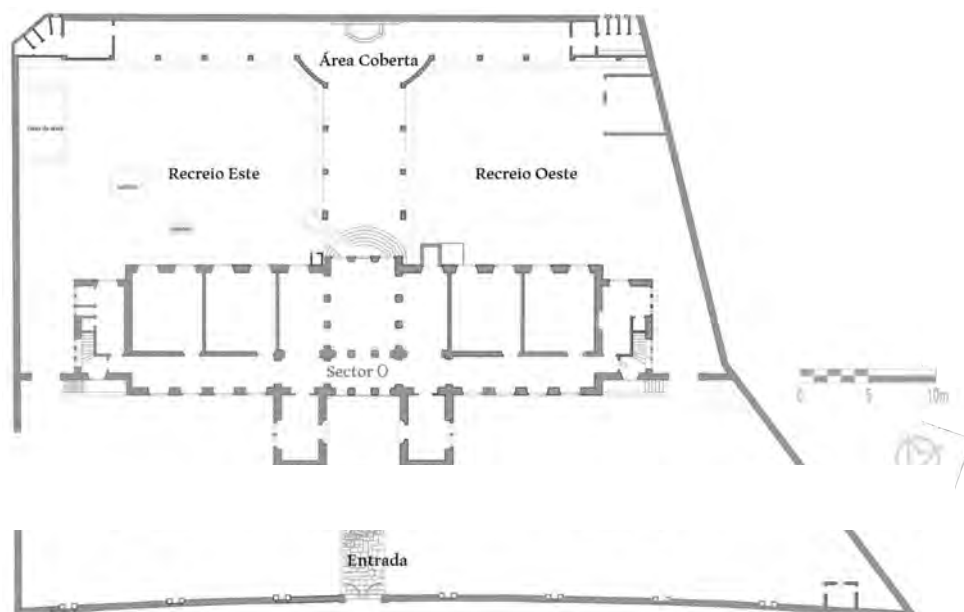 Área Coberta
Recreio Este
Recreio Oeste
Sector O
0 5 10m
Entrada